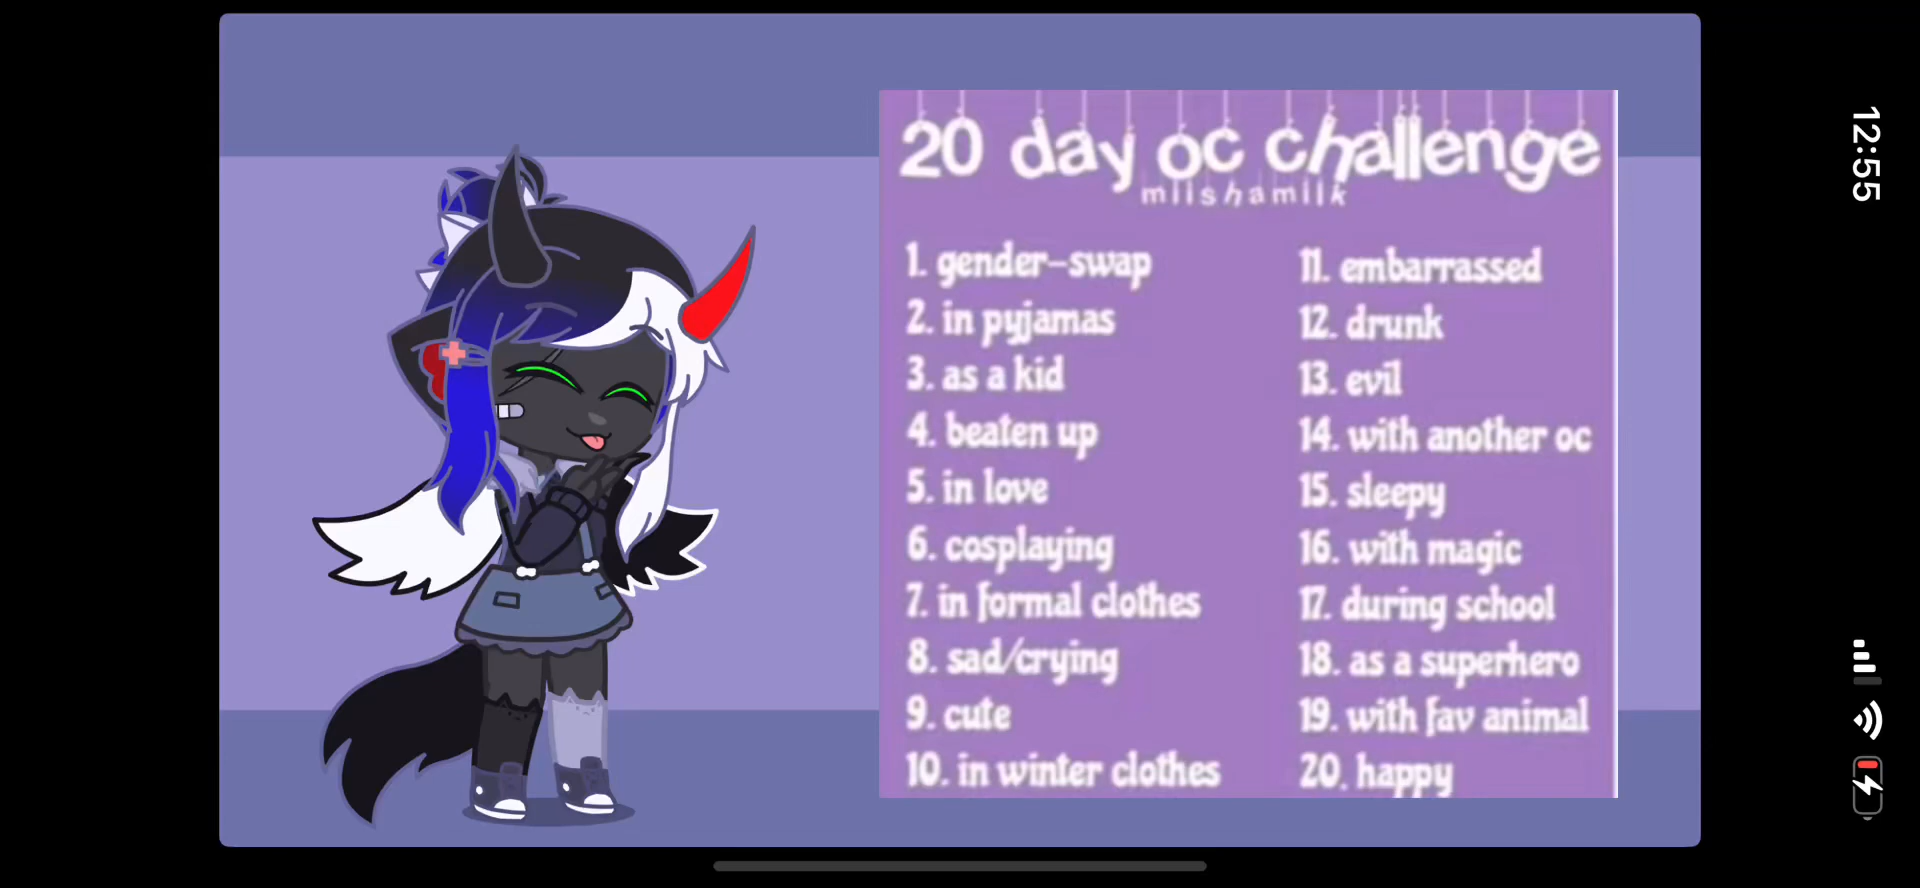 20 day oc challenge
miishamilk
1. gender-swap
2. in pyjamas
3. as a kid
4. beaten up
5. in love
6. cosplaying
7. in formal clothes
8. sad/crying
9. cute
10. in winter clothes
11. embarrassed
12. drunk
13. evil
14. with another oc
15. sleepy
16. with magic
17. during school
18. as a superhero
19. with fav animal
20. happy
12:55